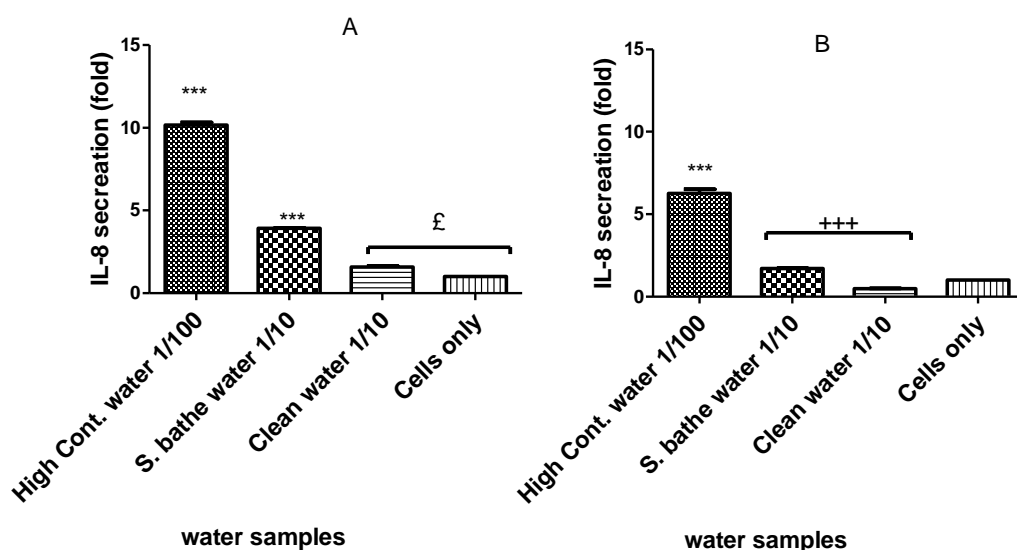 A
IL-8 secreation (fold)
15
10
5
0
***
***
£
High Cont. water 1/100
S. bathe water 1/10
Clean water 1/10
Cells only
water samples
B
IL-8 secreation (fold)
15
10
5
0
***
+++
High Cont. water 1/100
S. bathe water 1/10
Clean water 1/10
Cells only
water samples